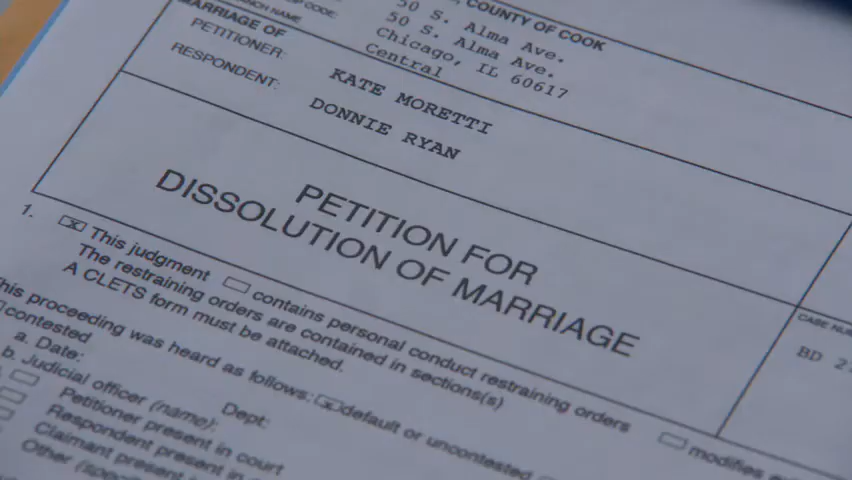 COUNTY OF COOK
50 S. Alma Ave.
50 S. Alma Ave.
Chicago, IL 60617
Central
MARRIAGE OF
PETITIONER: KATE MORETTI
RESPONDENT: DONNIE RYAN
PETITION FOR
DISSOLUTION OF MARRIAGE
BD
1. This judgment contains personal conduct restraining orders modifies
The restraining orders are contained in sections(s)
A CLETS form must be attached.
This proceeding was heard as follows: default or uncontested
contested
a. Date: Dept:
b. Judicial officer (name):
Petitioner present in court
Respondent present in
Claimant present
Other